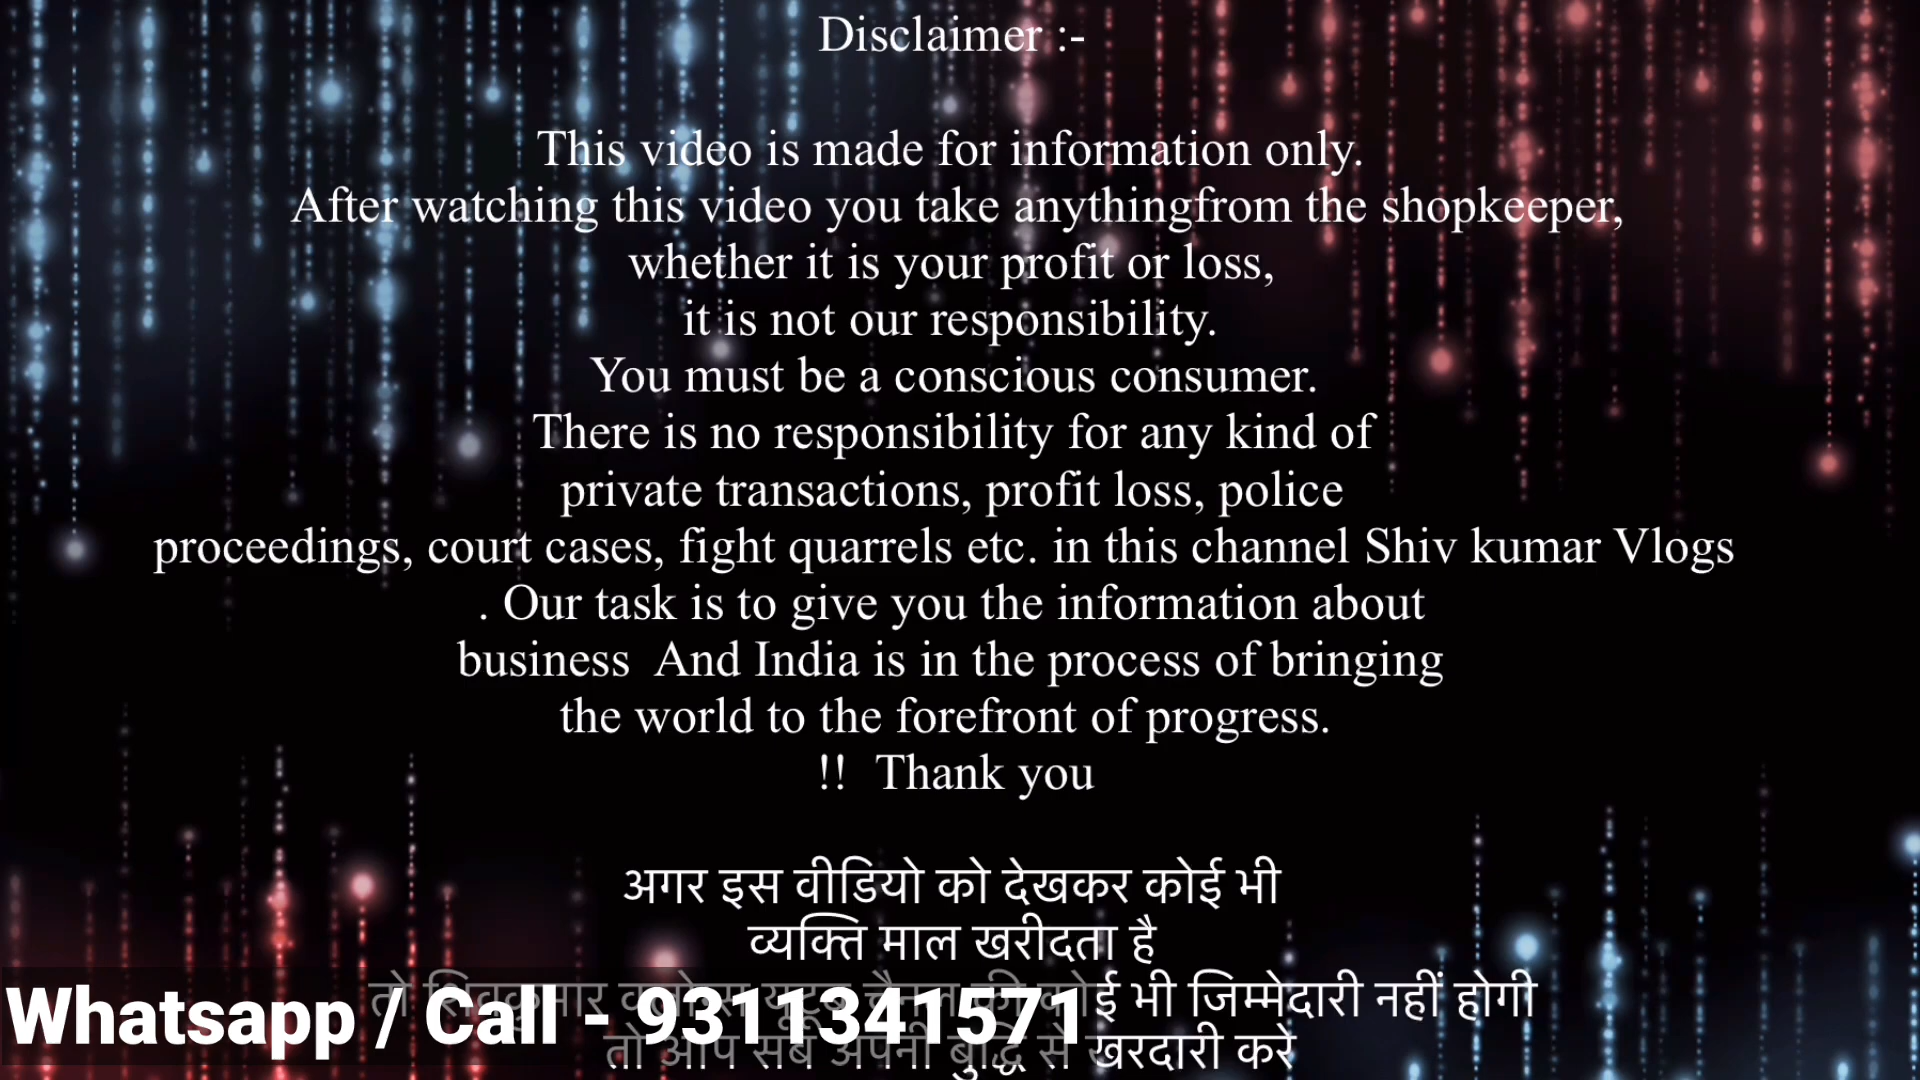 Disclaimer :-
This video is made for information only.
After watching this video you take anythingfrom the shopkeeper,
whether it is your profit or loss,
it is not our responsibility.
You must be a conscious consumer.
There is no responsibility for any kind of
private transactions, profit loss, police
proceedings, court cases, fight quarrels etc. in this channel Shiv kumar Vlogs
. Our task is to give you the information about
business  And India is in the process of bringing
the world to the forefront of progress.
!!  Thank you
अगर इस वीडियो को देखकर कोई भी
व्यक्ति माल खरीदता है
तो भी जिम्मेदारी नहीं होगी
Whatsapp / Call - 9311341571
तो आप सब अपनी बुद्धि से खरदारी करे